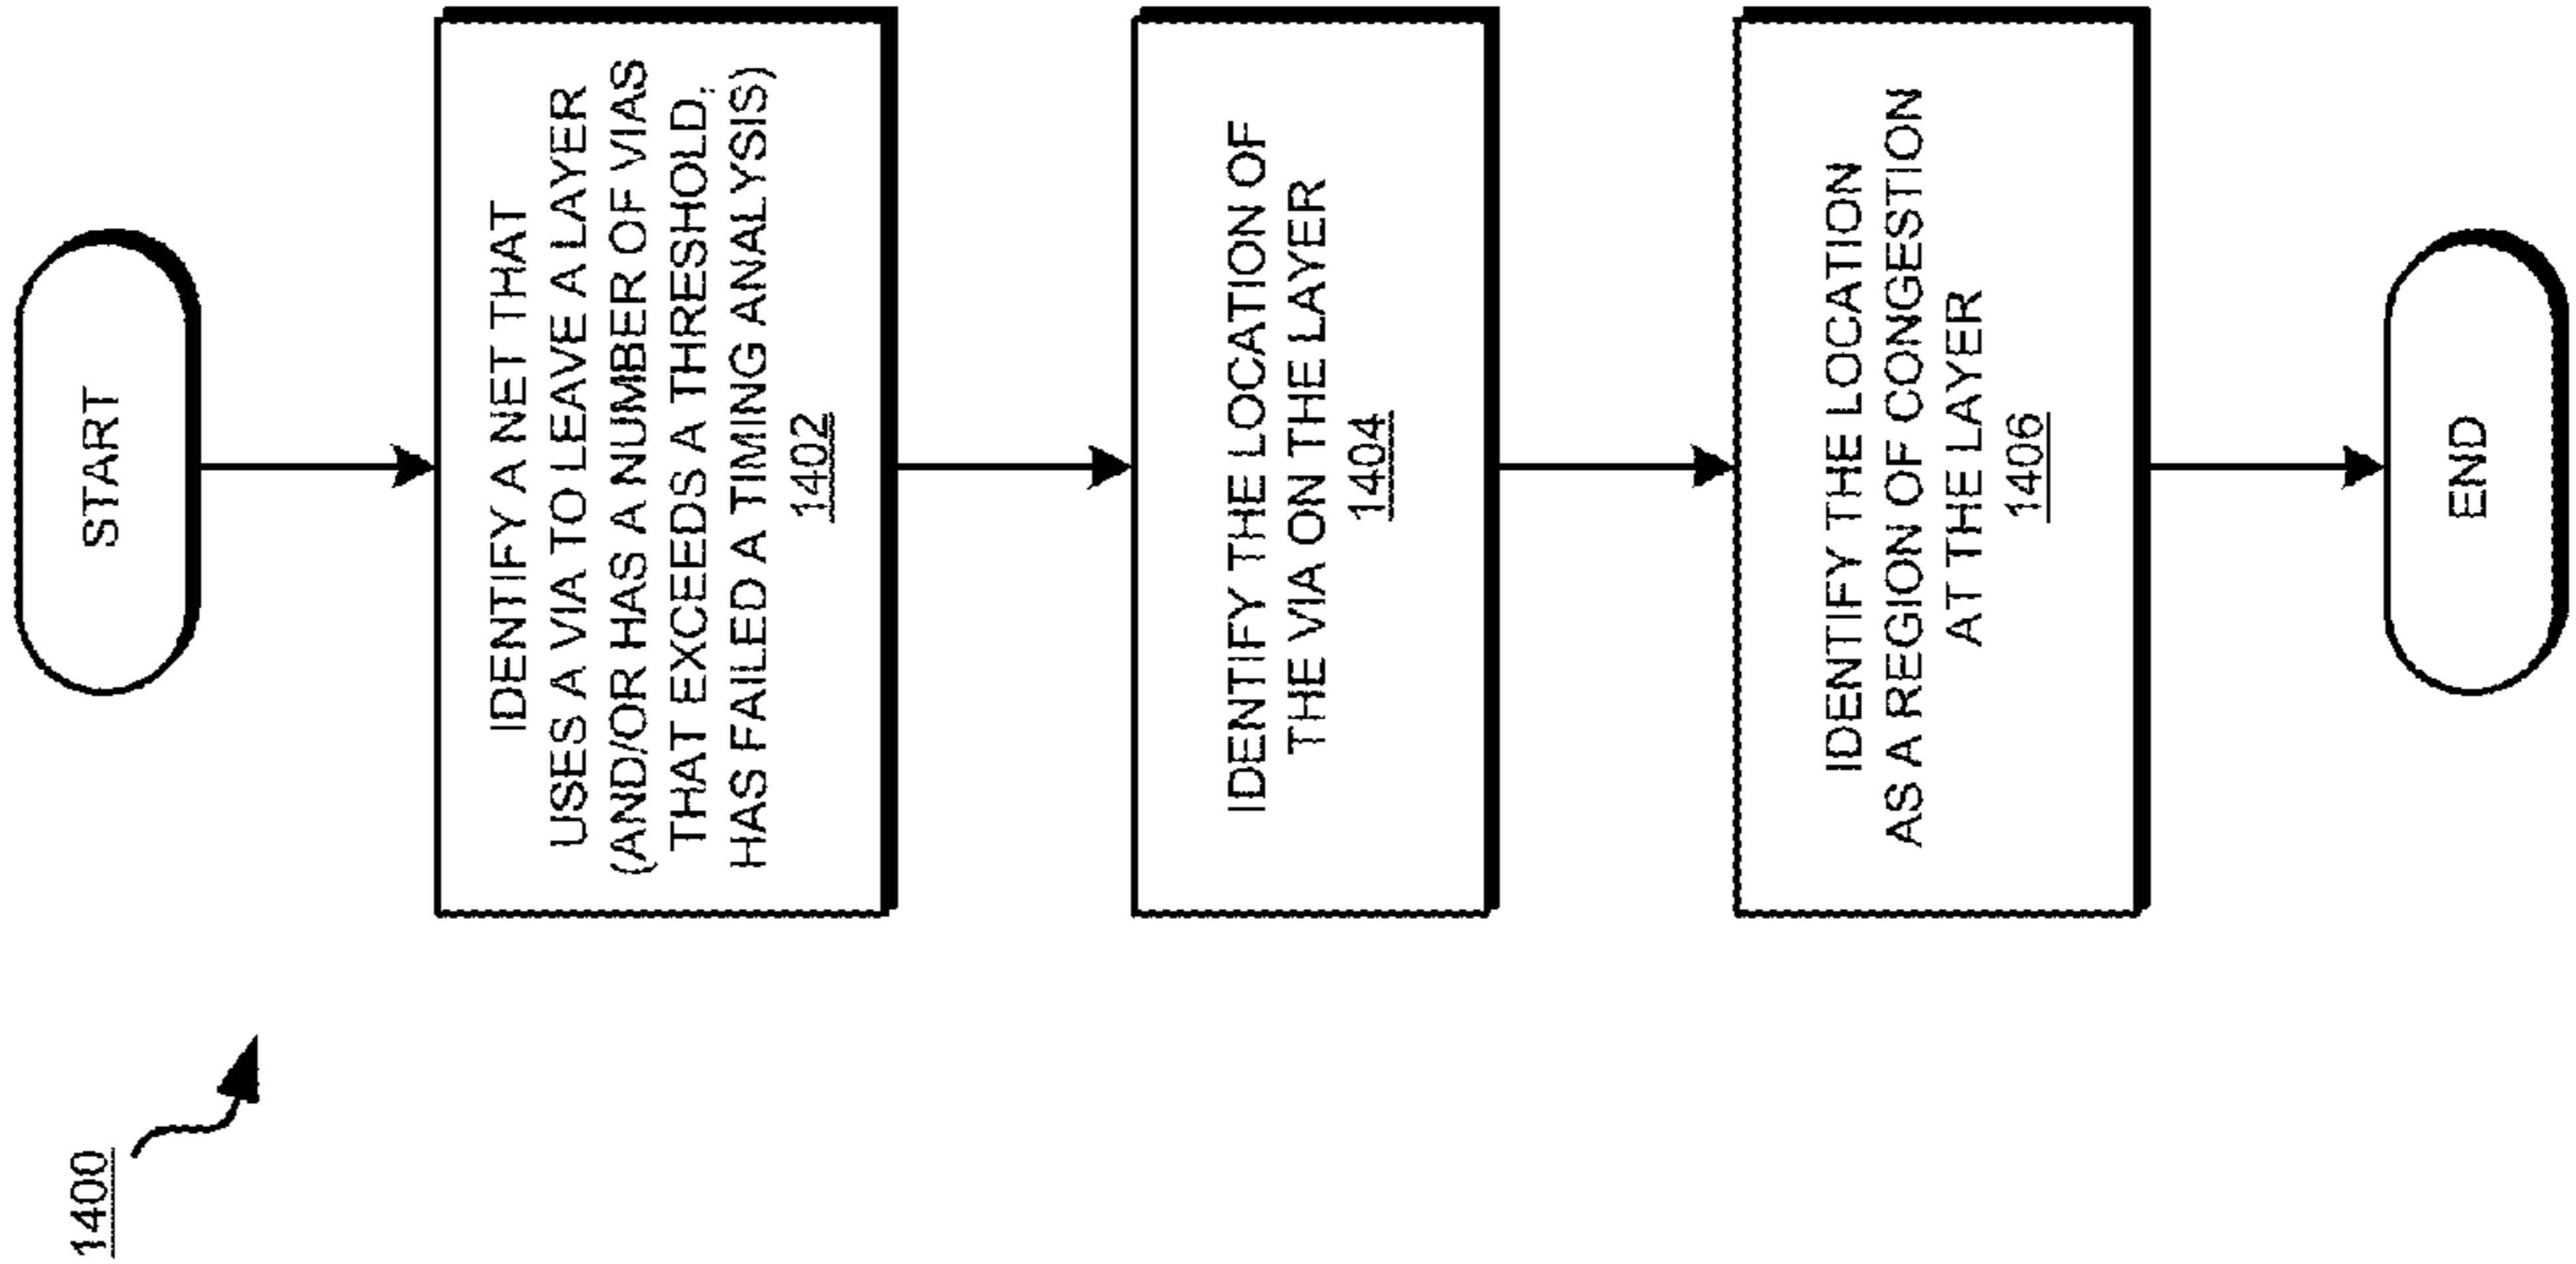 1400
START
IDENTIFY A NET THAT
USES A VIA TO LEAVE A LAYER
(AND/OR HAS A NUMBER OF VIAS
THAT EXCEEDS A THRESHOLD,
HAS FAILED A TIMING ANALYSIS)
1402
IDENTIFY THE LOCATION OF
THE VIA ON THE LAYER
1404
IDENTIFY THE LOCATION
AS A REGION OF CONGESTION
AT THE LAYER
1406
END